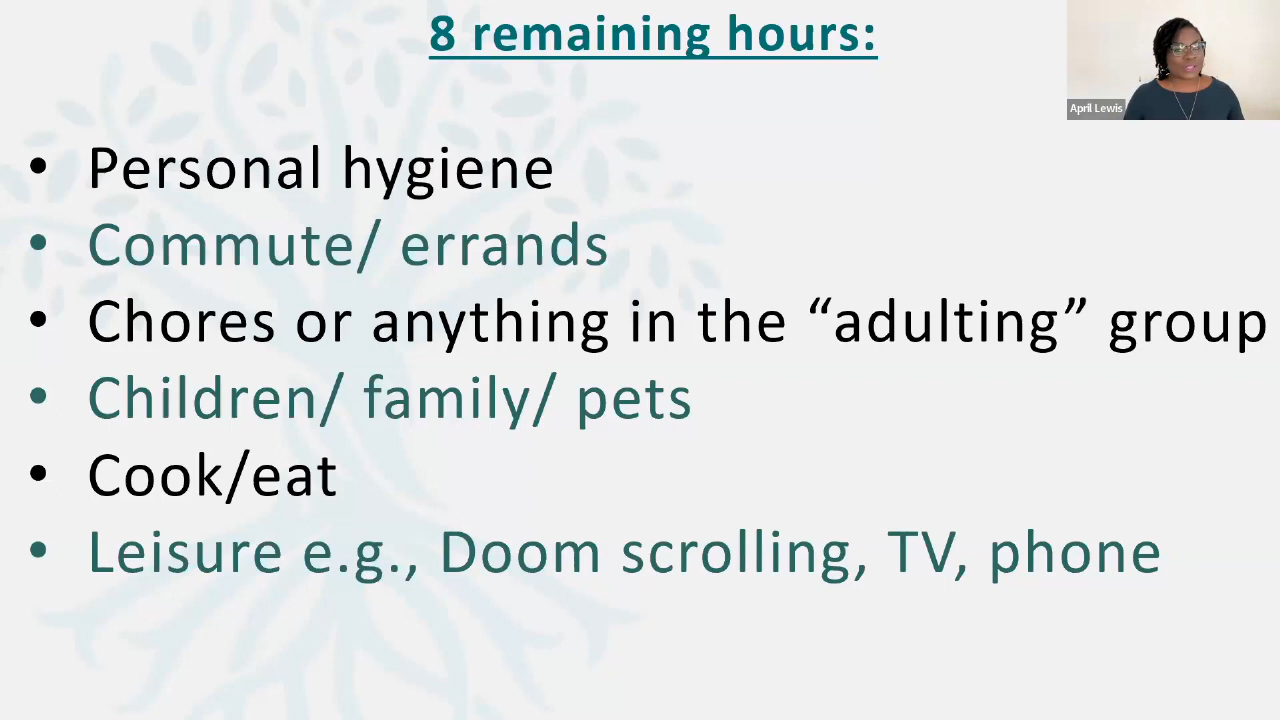 8 remaining hours:
April Lewis
• Personal hygiene
• Commute/ errands
• Chores or anything in the “adulting” group
• Children/ family/ pets
• Cook/eat
• Leisure e.g., Doom scrolling, TV, phone